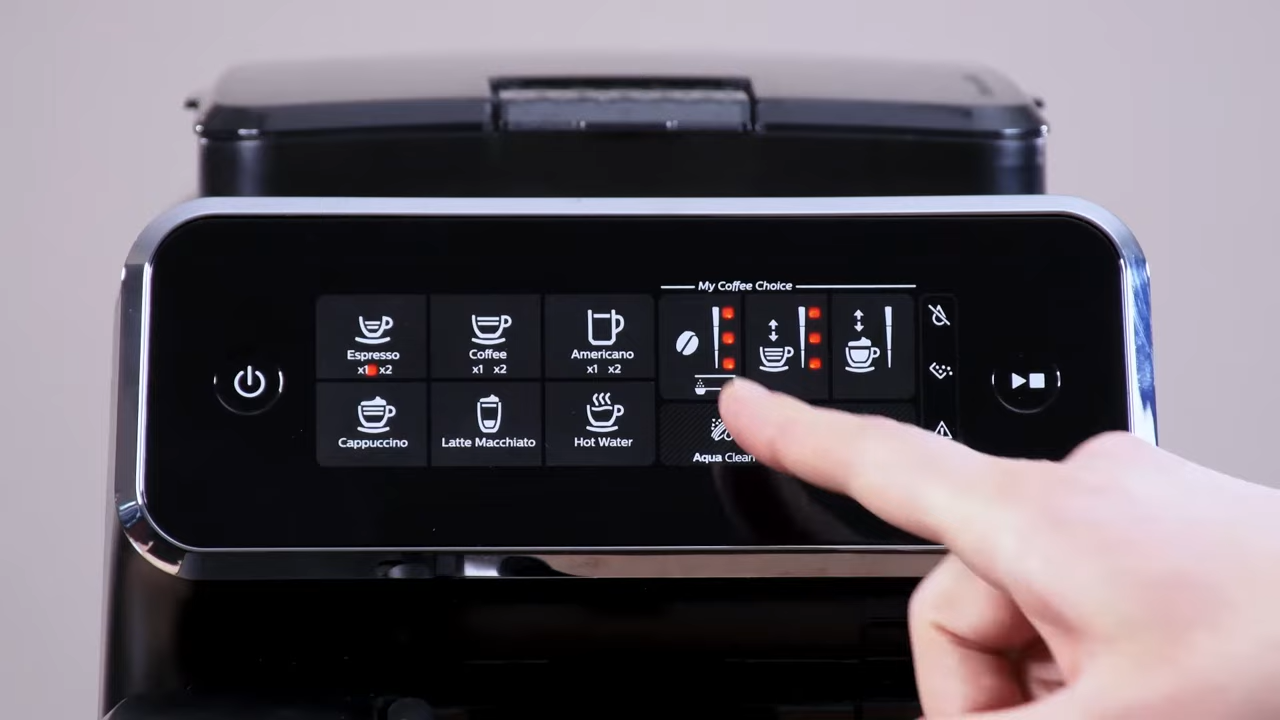 My Coffee Choice
Espresso
x1 x2
Coffee
x1 x2
Americano
x1 x2
Cappuccino
Latte Macchiato
Hot Water
Aqua Clean